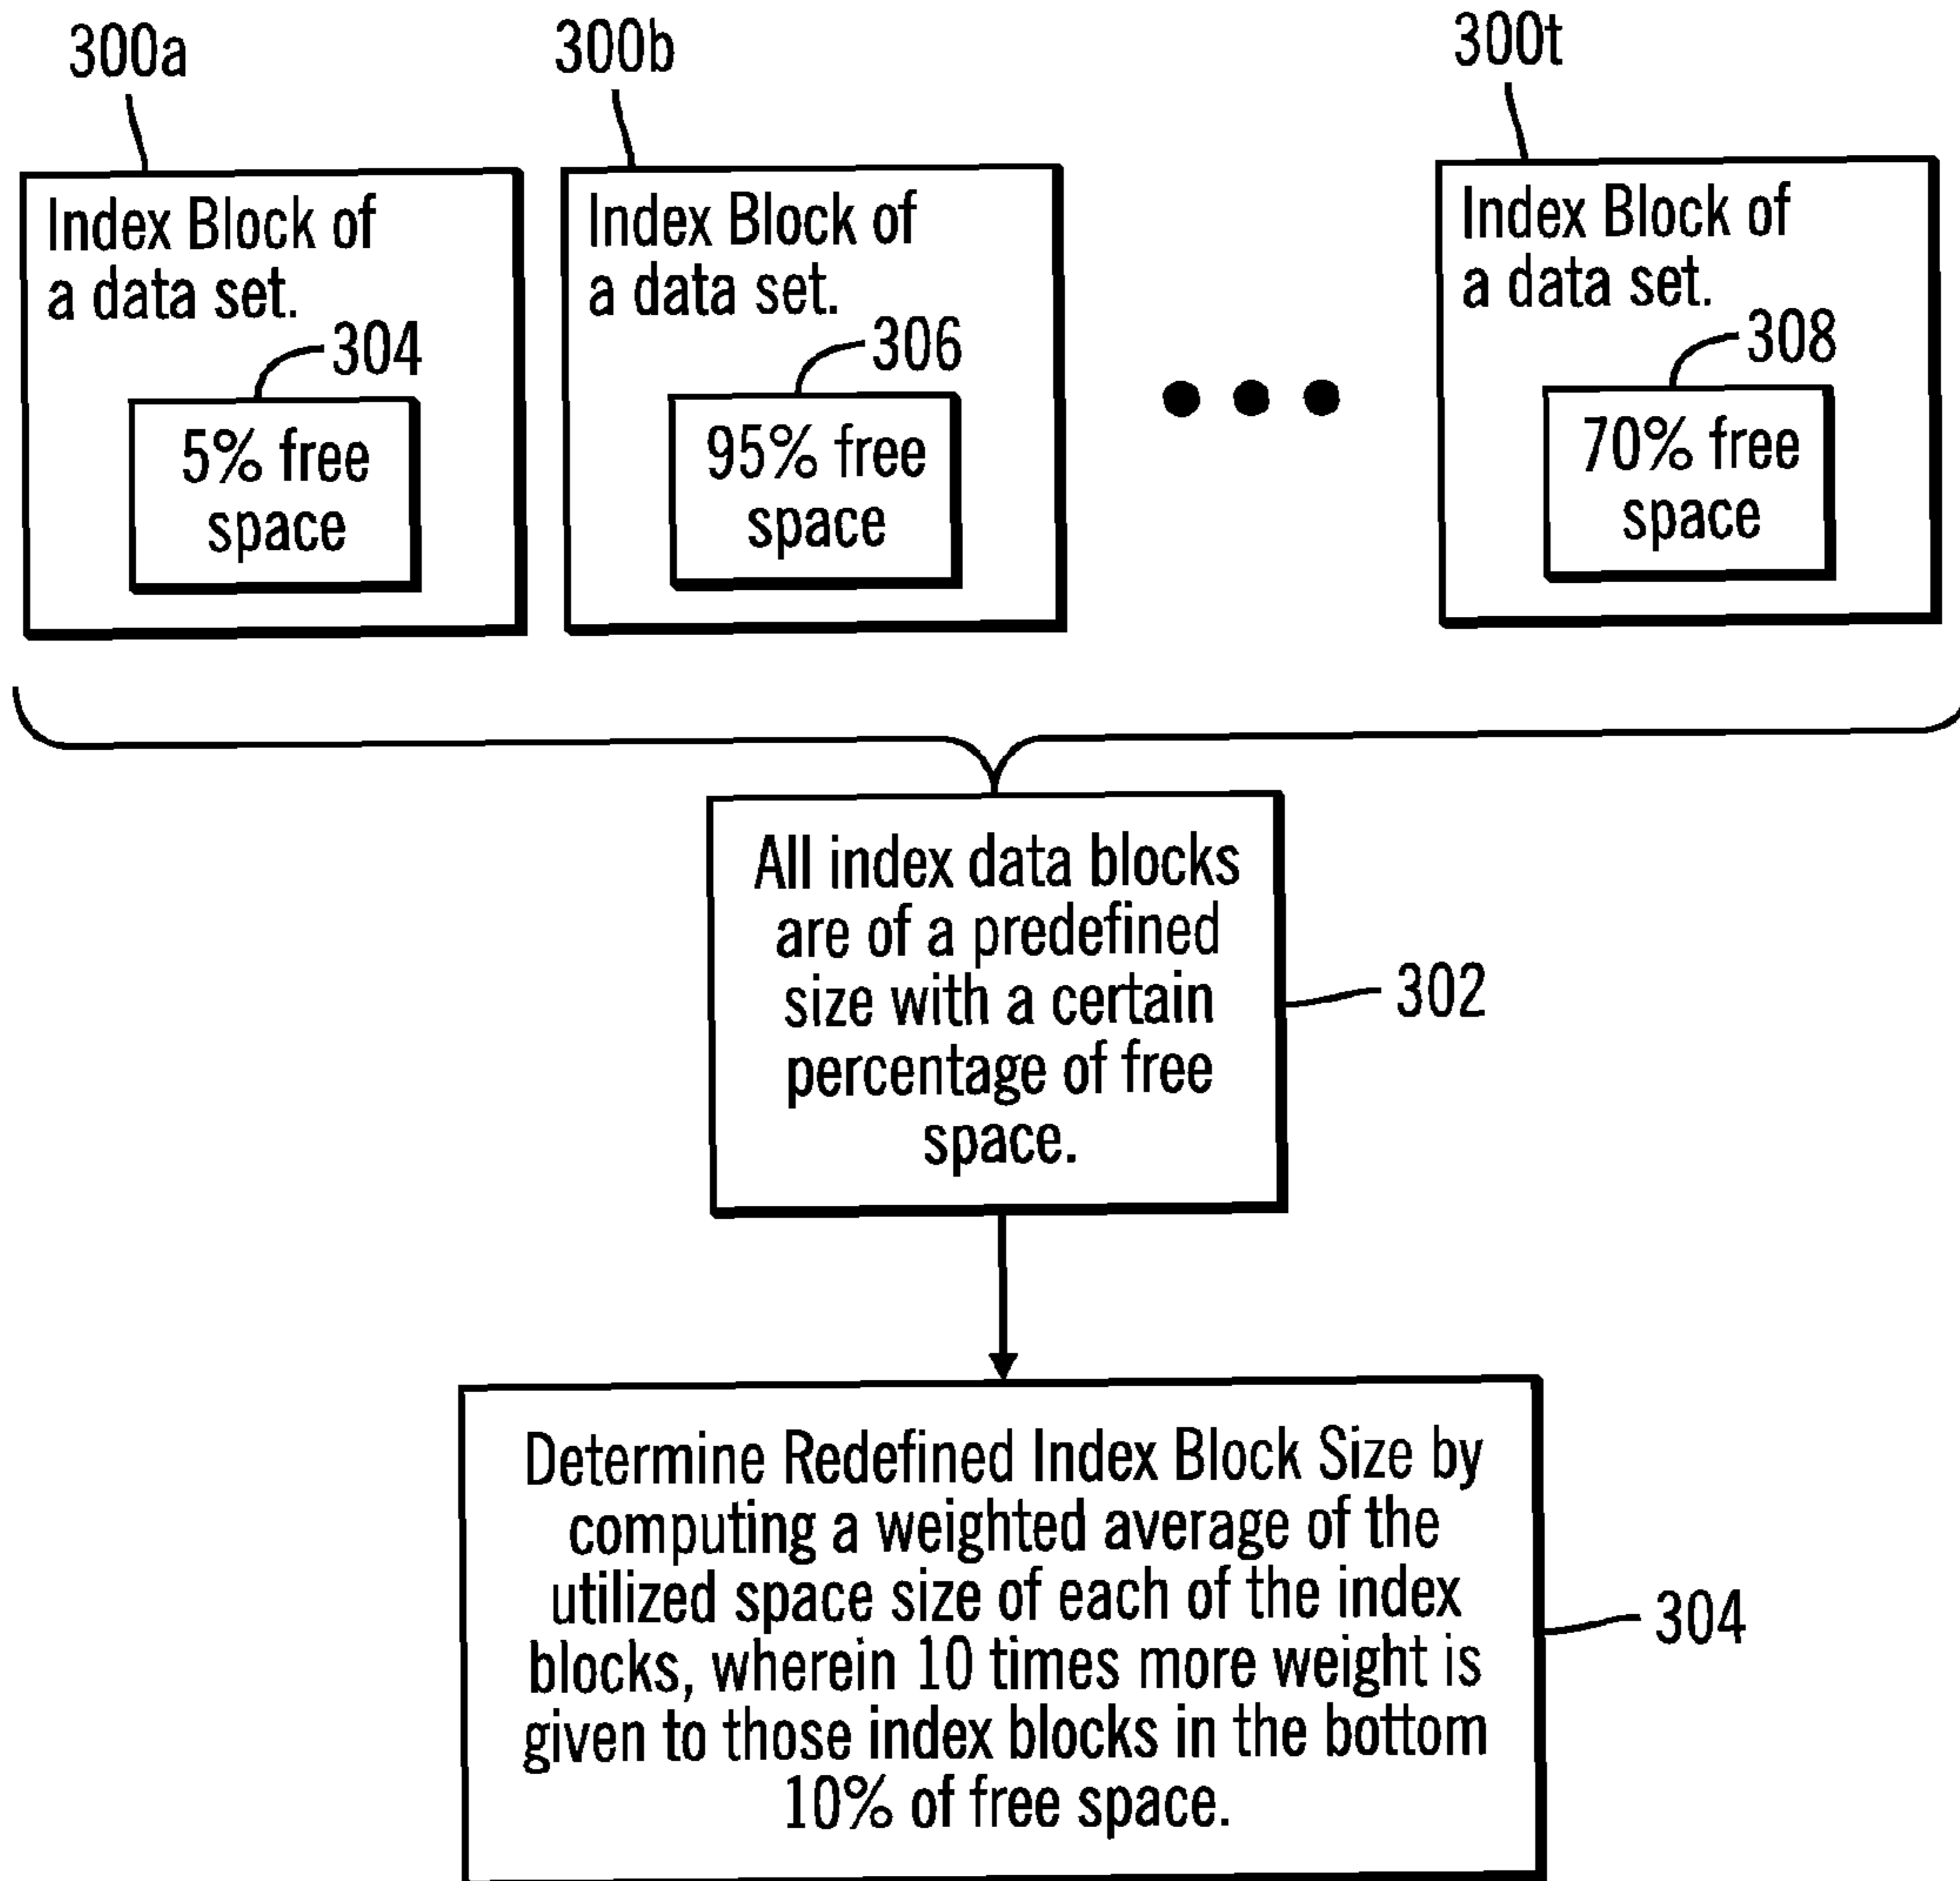 300a
300b
300t
Index Block of
a data set.
304
5% free
space
Index Block of
a data set.
306
95% free
space
Index Block of
a data set.
308
70% free
space
All index data blocks
are of a predefined
size with a certain
percentage of free
space.
302
Determine Redefined Index Block Size by
computing a weighted average of the
utilized space size of each of the index
blocks, wherein 10 times more weight is
given to those index blocks in the bottom
10% of free space.
304